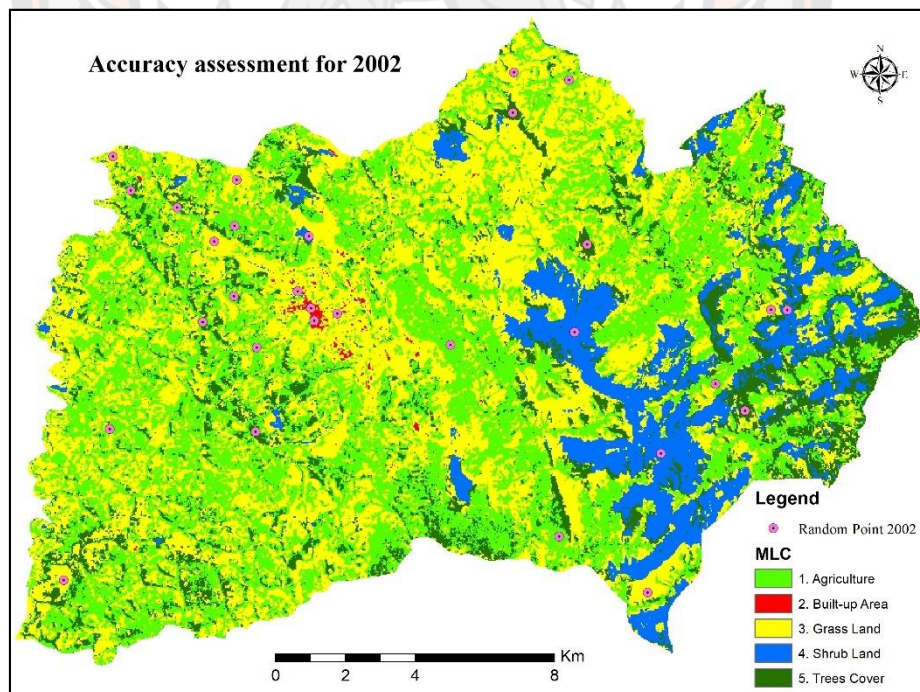 Accuracy assessment for 2002
N
W E
S
Legend
Random Point 2002
MLC
1. Agriculture
2. Built-up Area
3. Grass Land
4. Shrub Land
5. Trees Cover
Km
0 4 8